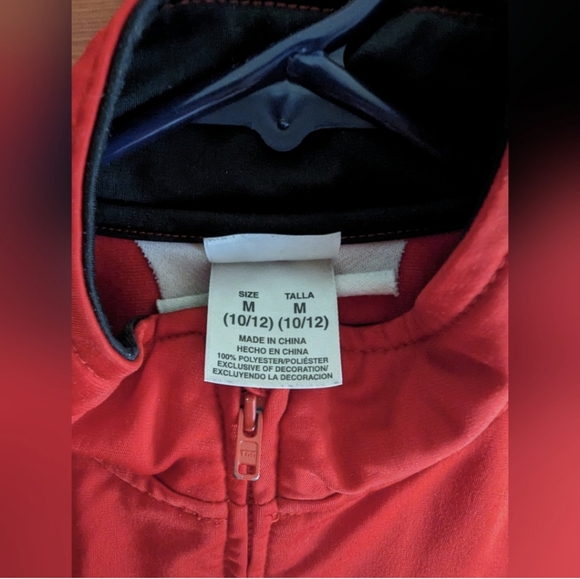 SIZE TALLA
M M
(10/12) (10/12)
MADE IN CHINA
HECHO EN CHINA
100% POLYESTER/POLIÉSTER
EXCLUSIVE OF DECORATION/
EXCLUYENDO LA DECORACION